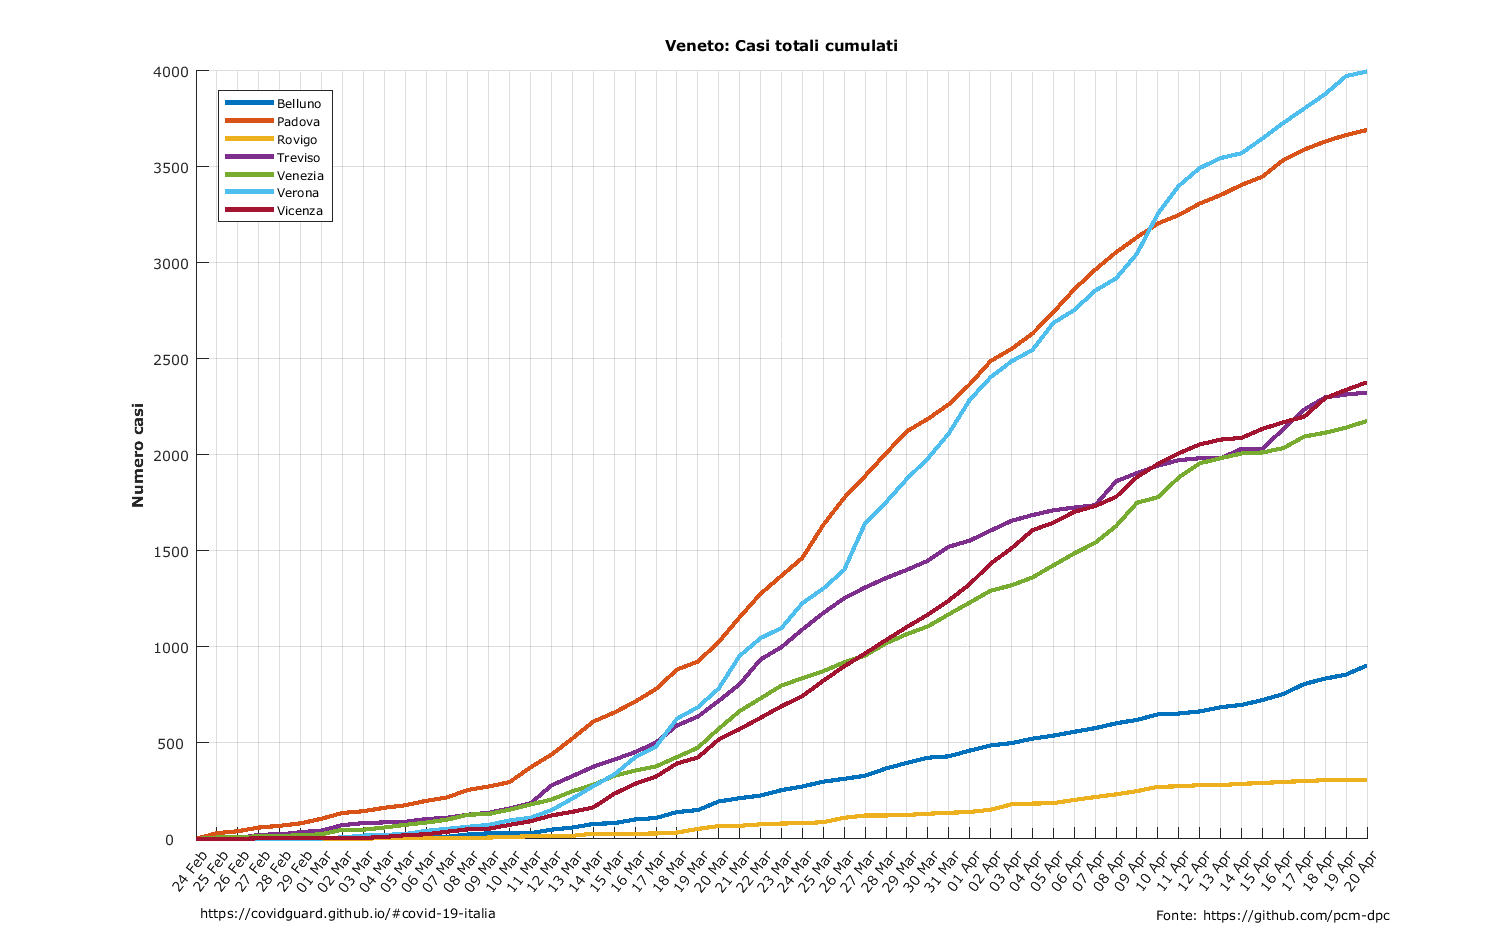 Veneto: Casi totali cumulati
4000
3500
3000
2500
2000
1500
1000
500
0
Numero casi
Belluno
Padova
Rovigo
Treviso
Venezia
Verona
Vicenza
24 Feb
25 Feb
26 Feb
27 Feb
28 Feb
29 Feb
01 Mar
02 Mar
03 Mar
04 Mar
05 Mar
06 Mar
07 Mar
08 Mar
09 Mar
10 Mar
11 Mar
12 Mar
13 Mar
14 Mar
15 Mar
16 Mar
17 Mar
18 Mar
19 Mar
20 Mar
21 Mar
22 Mar
23 Mar
24 Mar
25 Mar
26 Mar
27 Mar
28 Mar
29 Mar
30 Mar
31 Mar
01 Apr
02 Apr
03 Apr
04 Apr
05 Apr
06 Apr
07 Apr
08 Apr
09 Apr
10 Apr
11 Apr
12 Apr
13 Apr
14 Apr
15 Apr
16 Apr
17 Apr
18 Apr
19 Apr
20 Apr
https://covidguard.github.io/#covid-19-italia
Fonte: https://github.com/pcm-dpc